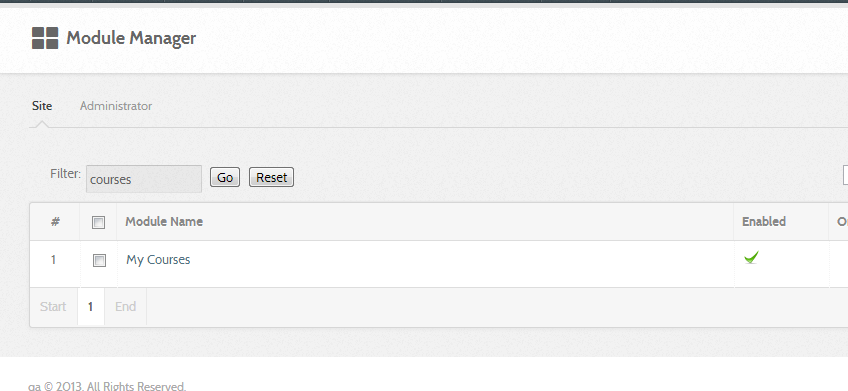 Module Manager
Site Administrator
Filter: courses Go Reset
# Module Name Enabled
1 My Courses
Start 1 End
qa © 2013. All Rights Reserved.